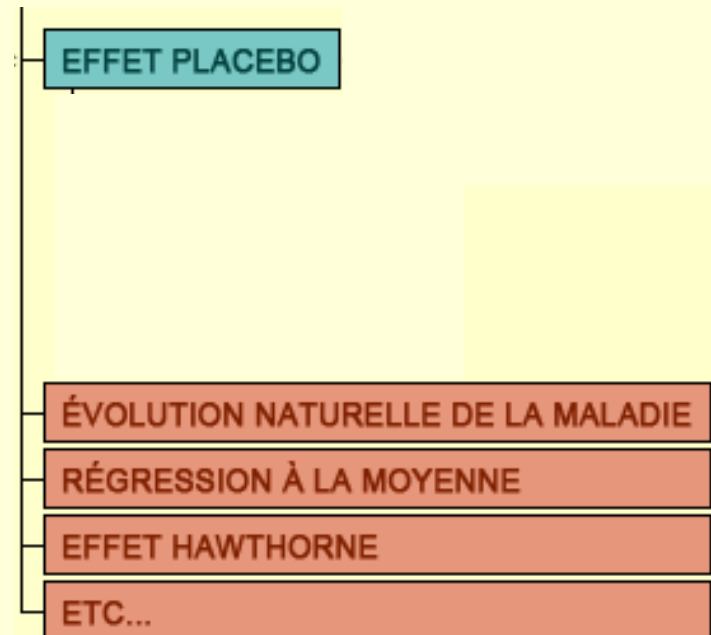 EFFET PLACEBO
ÉVOLUTION NATURELLE DE LA MALADIE
RÉGRESSION À LA MOYENNE
EFFET HAWTHORNE
ETC...